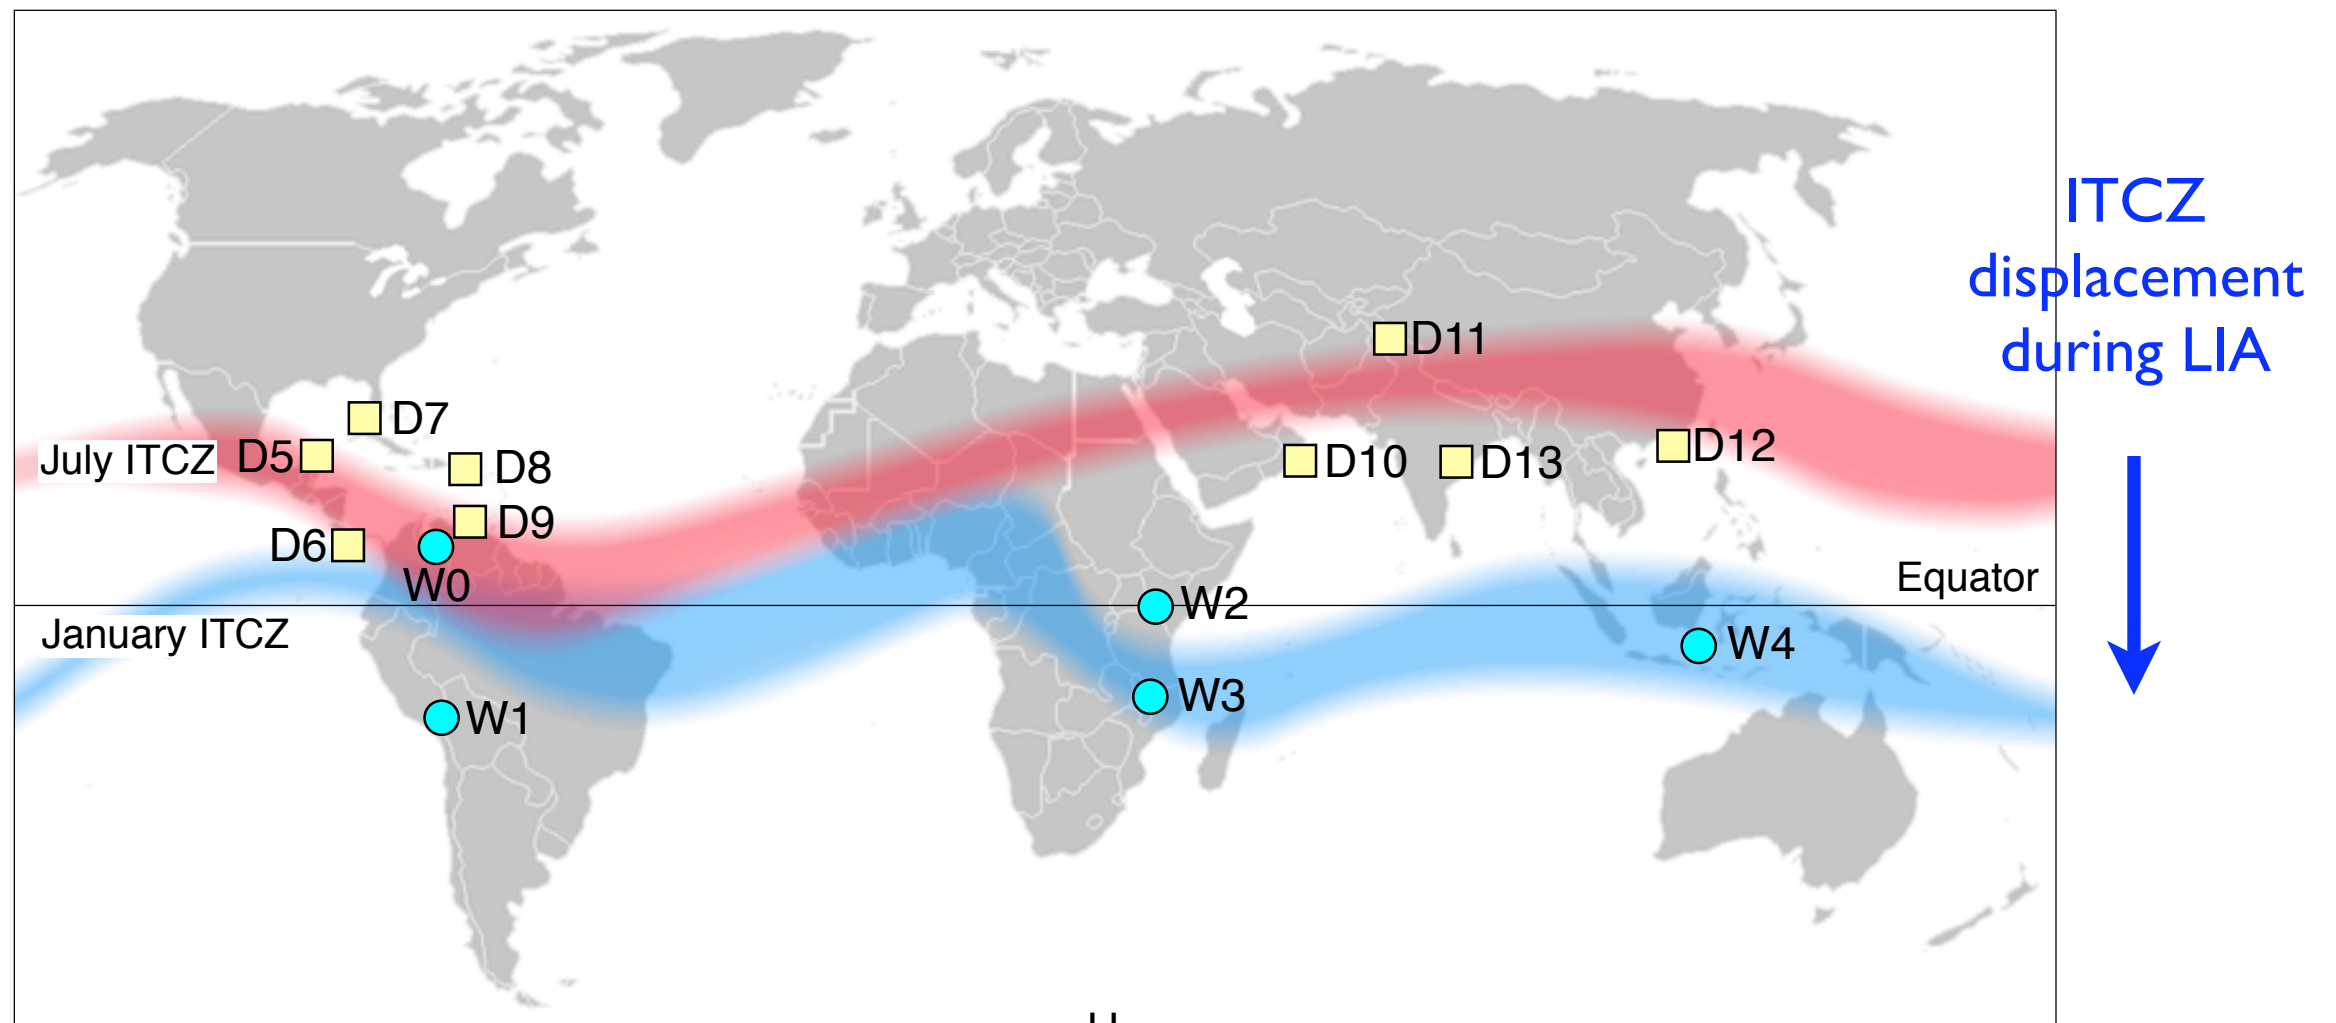 ITCZ
displacement
during LIA
D11
D7
July ITCZ
D5
D8
D10
D13
D12
D9
D6
W0
Equator
W2
January ITCZ
W4
W3
W1